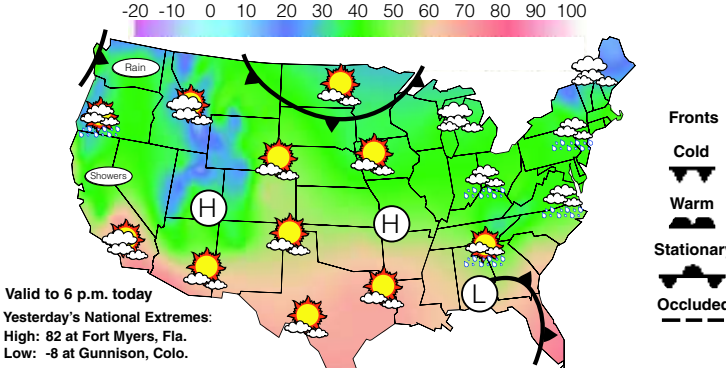 -20 -10 0 10 20 30 40 50 60 70 80 90 100
Rain
Showers
H
H
L
Valid to 6 p.m. today
Yesterday's National Extremes:
High: 82 at Fort Myers, Fla.
Low: -8 at Gunnison, Colo.
Fronts
Cold
Warm
Stationar
Occluded